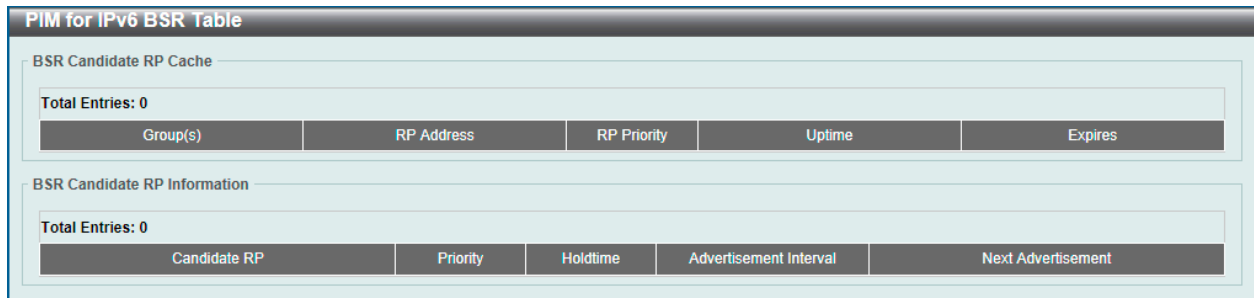 PIM for IPv6 BSR Table
BSR Candidate RP Cache
Total Entries: 0
Group(s) RP Address RP Priority Uptime Expires
BSR Candidate RP Information
Total Entries: 0
Candidate RP Priority Holdtime Advertisement Interval Next Advertisement